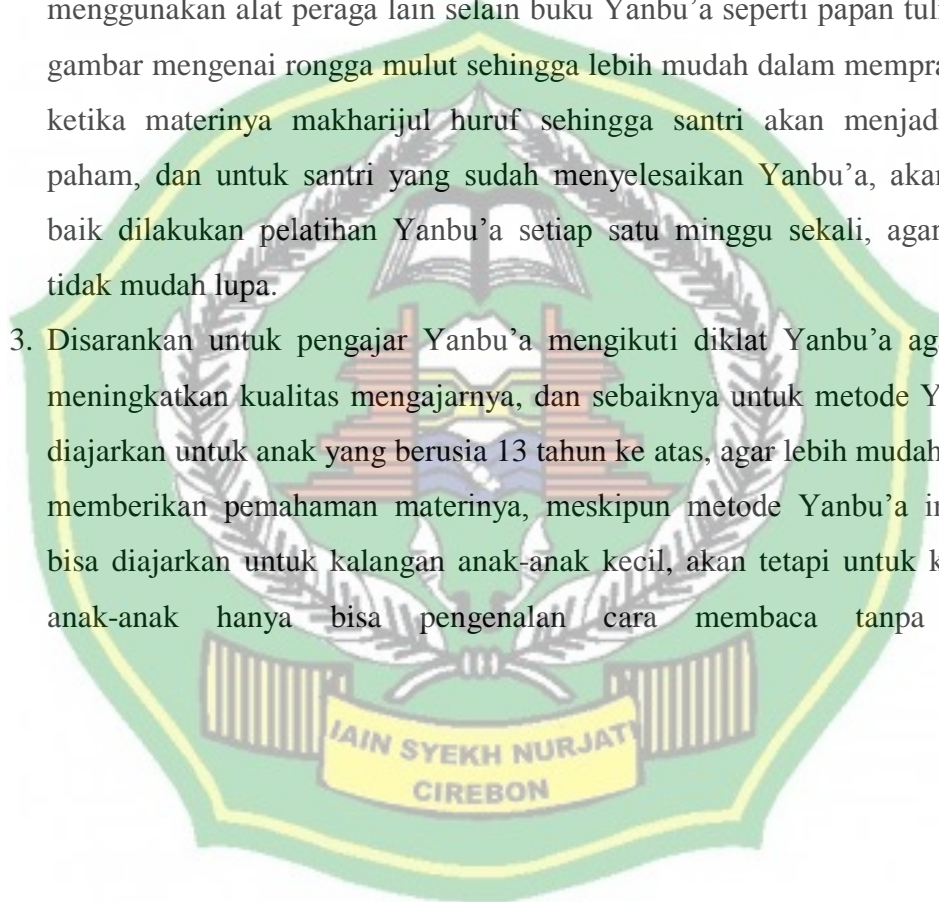 menggunakan alat peraga lain selain buku Yanbu’a seperti papan
gambar mengenai rongga mulut sehingga lebih mudah dalam
ketika materinya makharijul huruf sehingga santri akan
paham, dan untuk santri yang sudah menyelesaikan Yanbu’a,
baik dilakukan pelatihan Yanbu’a setiap satu minggu sekali, agar
tidak mudah lupa.
3. Disarankan untuk pengajar Yanbu’a mengikuti diklat Yanbu’a
meningkatkan kualitas mengajarnya, dan sebaiknya untuk metode
diajarkan untuk anak yang berusia 13 tahun ke atas, agar lebih mudah
memberikan pemahaman materinya, meskipun metode Yanbu’a
bisa diajarkan untuk kalangan anak-anak kecil, akan tetapi untuk
anak-anak hanya bisa pengenalan cara membaca tanpa
IAIN SYEKH NURJATI
CIREBON